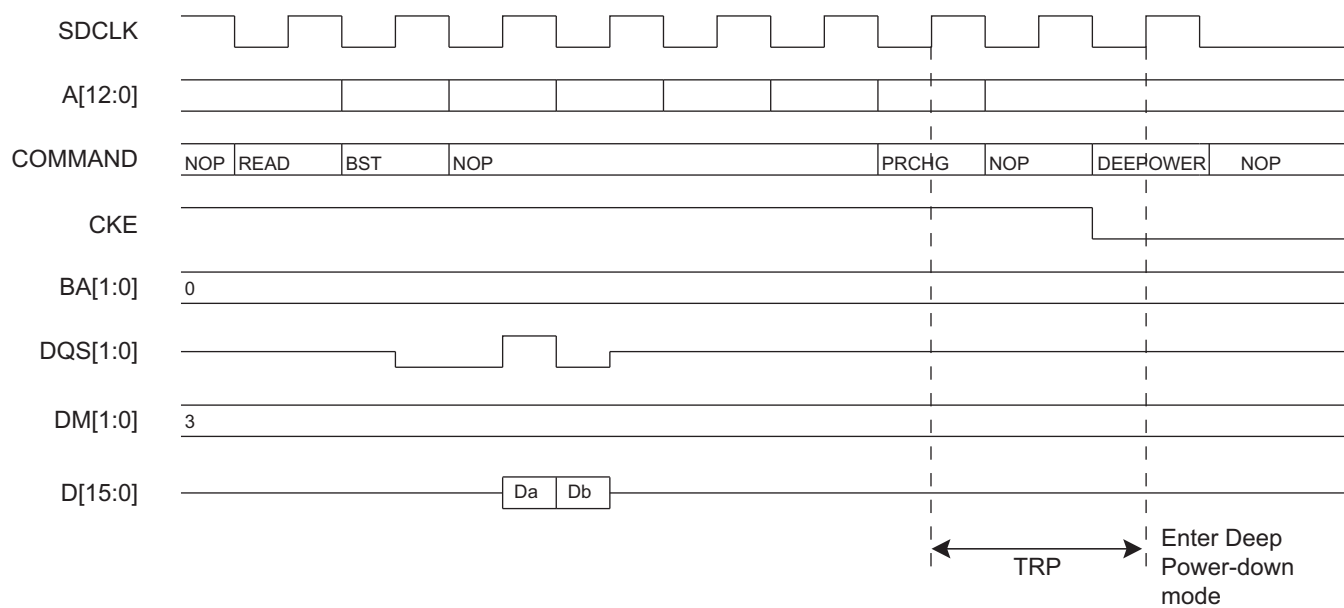 SDCLK
A[12:0]
COMMAND NOP READ BST NOP PRCHG NOP DEEPOWER NOP
CKE
BA[1:0] 0
DQS[1:0]
DM[1:0] 3
D[15:0] Da Db
TRP
Enter Deep
Power-down
mode